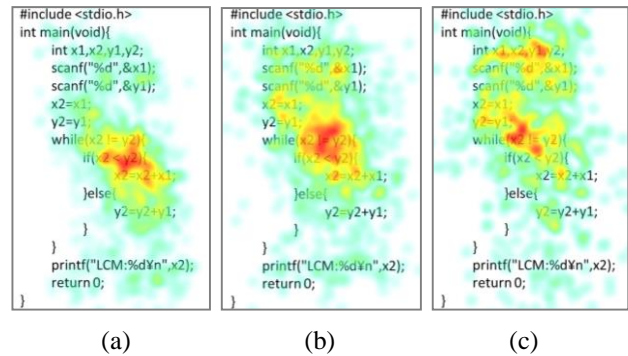 #include <stdio.h>
int main(void){
int x1,x2,y1,y2;
scanf("%d",&x1);
scanf("%d",&y1);
x2=x1;
y2=y1;
while(x2 != y2){
if(x2 < y2){
x2=x2+x1;
}else{
y2=y2+y1;
}
}
printf("LCM:%d¥n",x2);
return 0;
}
(a)
#include <stdio.h>
int main(void){
int x1,x2,y1,y2;
scanf("%d",&x1);
scanf("%d",&y1);
x2=x1;
y2=y1;
while(x2 != y2){
if(x2 < y2){
x2=x2+x1;
}else{
y2=y2+y1;
}
}
printf("LCM:%d¥n",x2);
return 0;
}
(b)
#include <stdio.h>
int main(void){
int x1,x2,y1,y2;
scanf("%d",&x1);
scanf("%d",&y1);
x2=x1;
y2=y1;
while(x2 != y2){
if(x2 < y2){
x2=x2+x1;
}else{
y2=y2+y1;
}
}
printf("LCM:%d¥n",x2);
return 0;
}
(c)